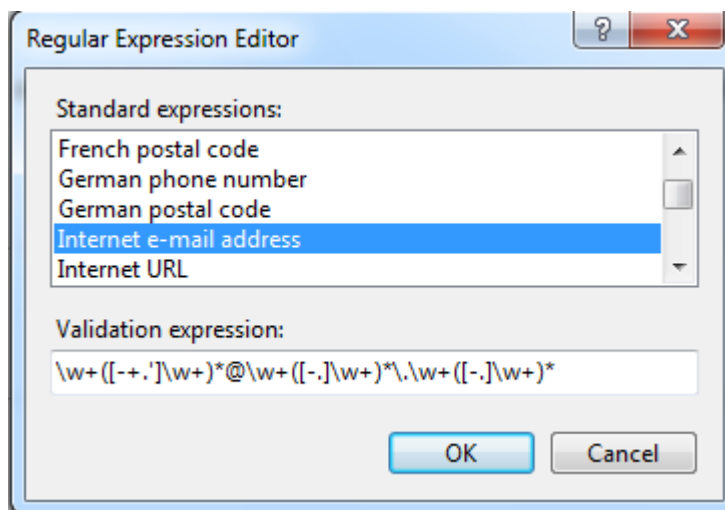 Regular Expression Editor
Standard expressions:
French postal code
German phone number
German postal code
Internet e-mail address
Internet URL
Validation expression:
\w+([-+.']\w+)*@\w+([-.]\w+)*\.\w+([-.]\w+)*
OK Cancel